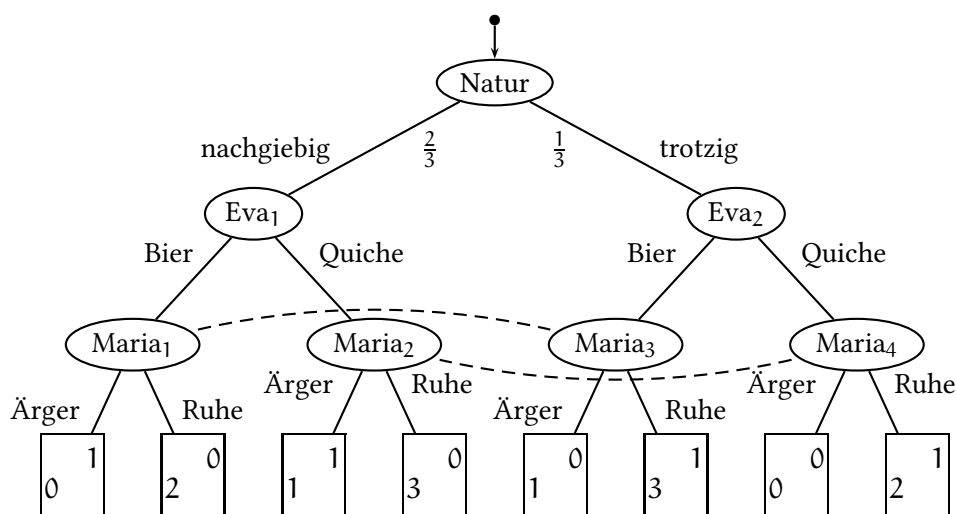 Natur
nachgiebig 2/3 1/3 trotzig
Eva₁ Eva₂
Bier Quiche Bier Quiche
Maria₁ Maria₂ Maria₃ Maria₄
Ärger Ruhe Ärger Ruhe Ärger Ruhe Ärger Ruhe
1 0 1 0 0 1 0 1
0 2 1 3 1 3 0 2